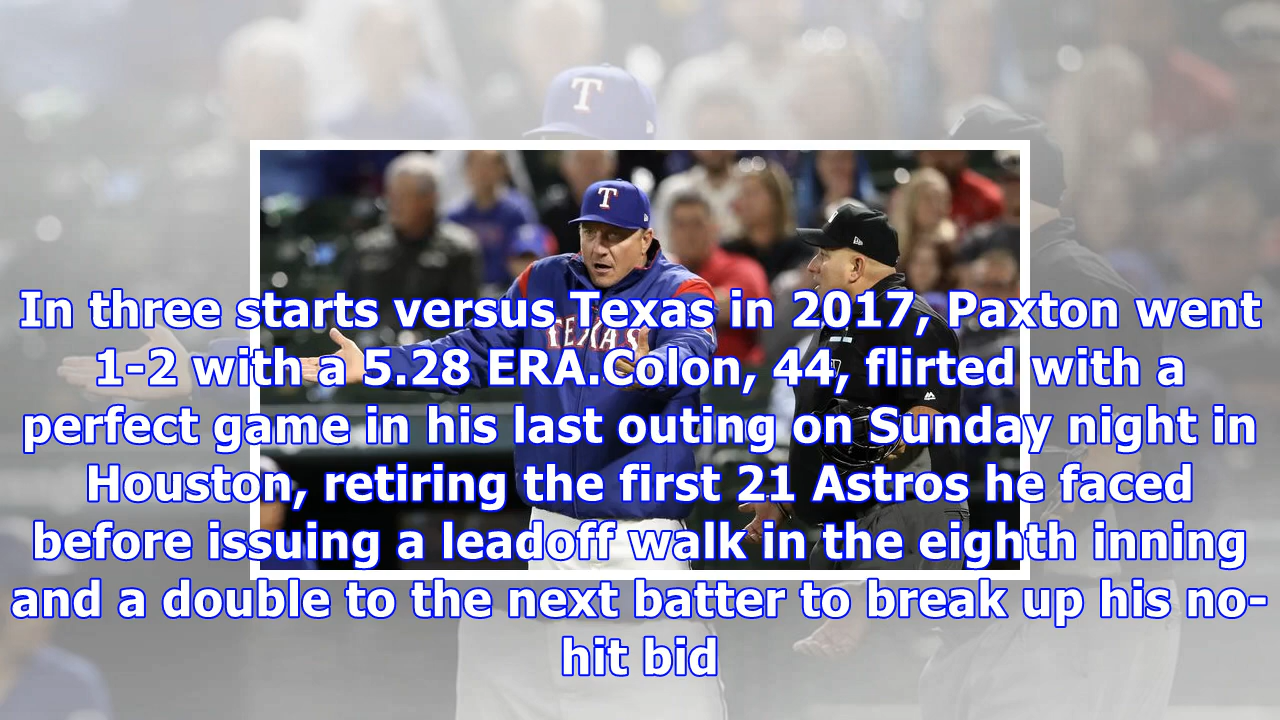 T
T
TEXAS
In three starts versus Texas in 2017, Paxton went
1-2 with a 5.28 ERA.Colon, 44, flirted with a
perfect game in his last outing on Sunday night in
Houston, retiring the first 21 Astros he faced
before issuing a leadoff walk in the eighth inning
and a double to the next batter to break up his no-
hit bid